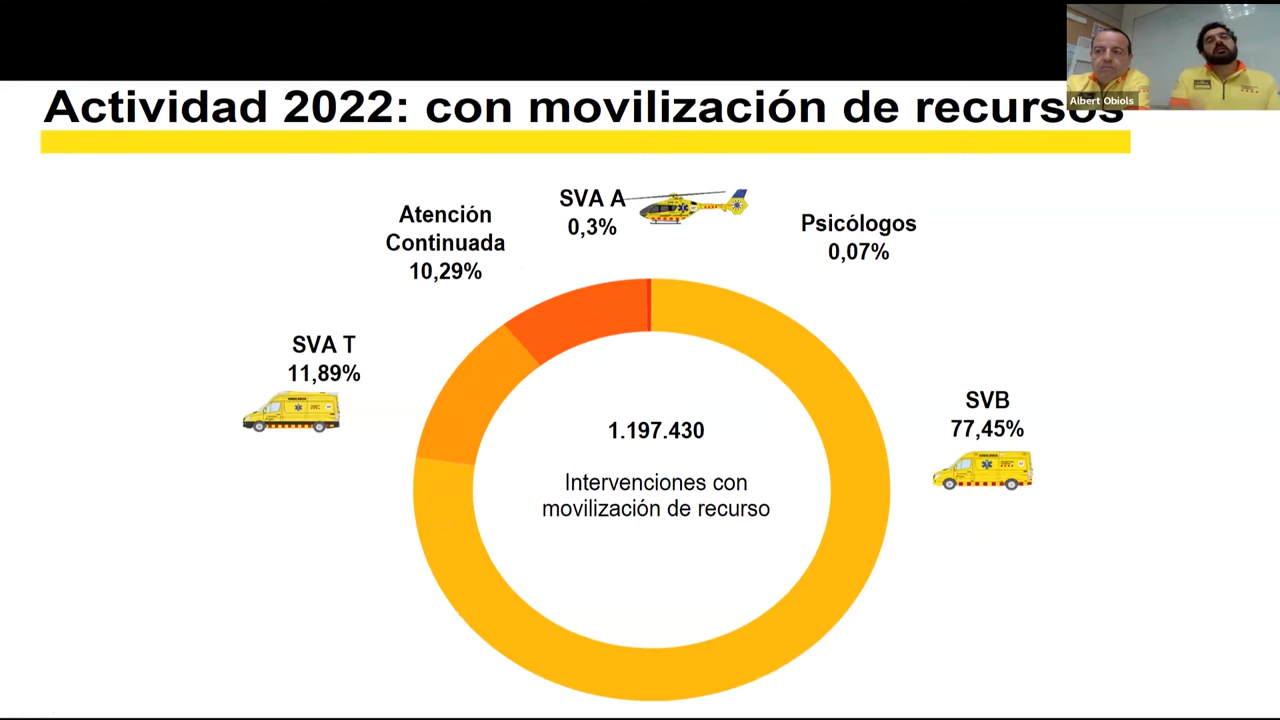 Actividad 2022: con movilización de recursos
Albert Obiols
SVA A
0,3%
Atención
Continuada
10,29%
Psicólogos
0,07%
SVA T
11,89%
SVB
77,45%
1.197.430
Intervenciones con
movilización de recurso